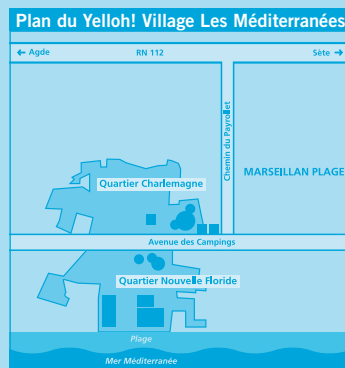 Plan du Yelloh! Village Les Méditerranées
← Agde
RN 112
Sète →
Chemin du Payrollet
MARSEILLAN PLAGE
Quartier Charlemagne
Avenue des Campings
Quartier Nouvelle Floride
Plage
Mer Méditerranée